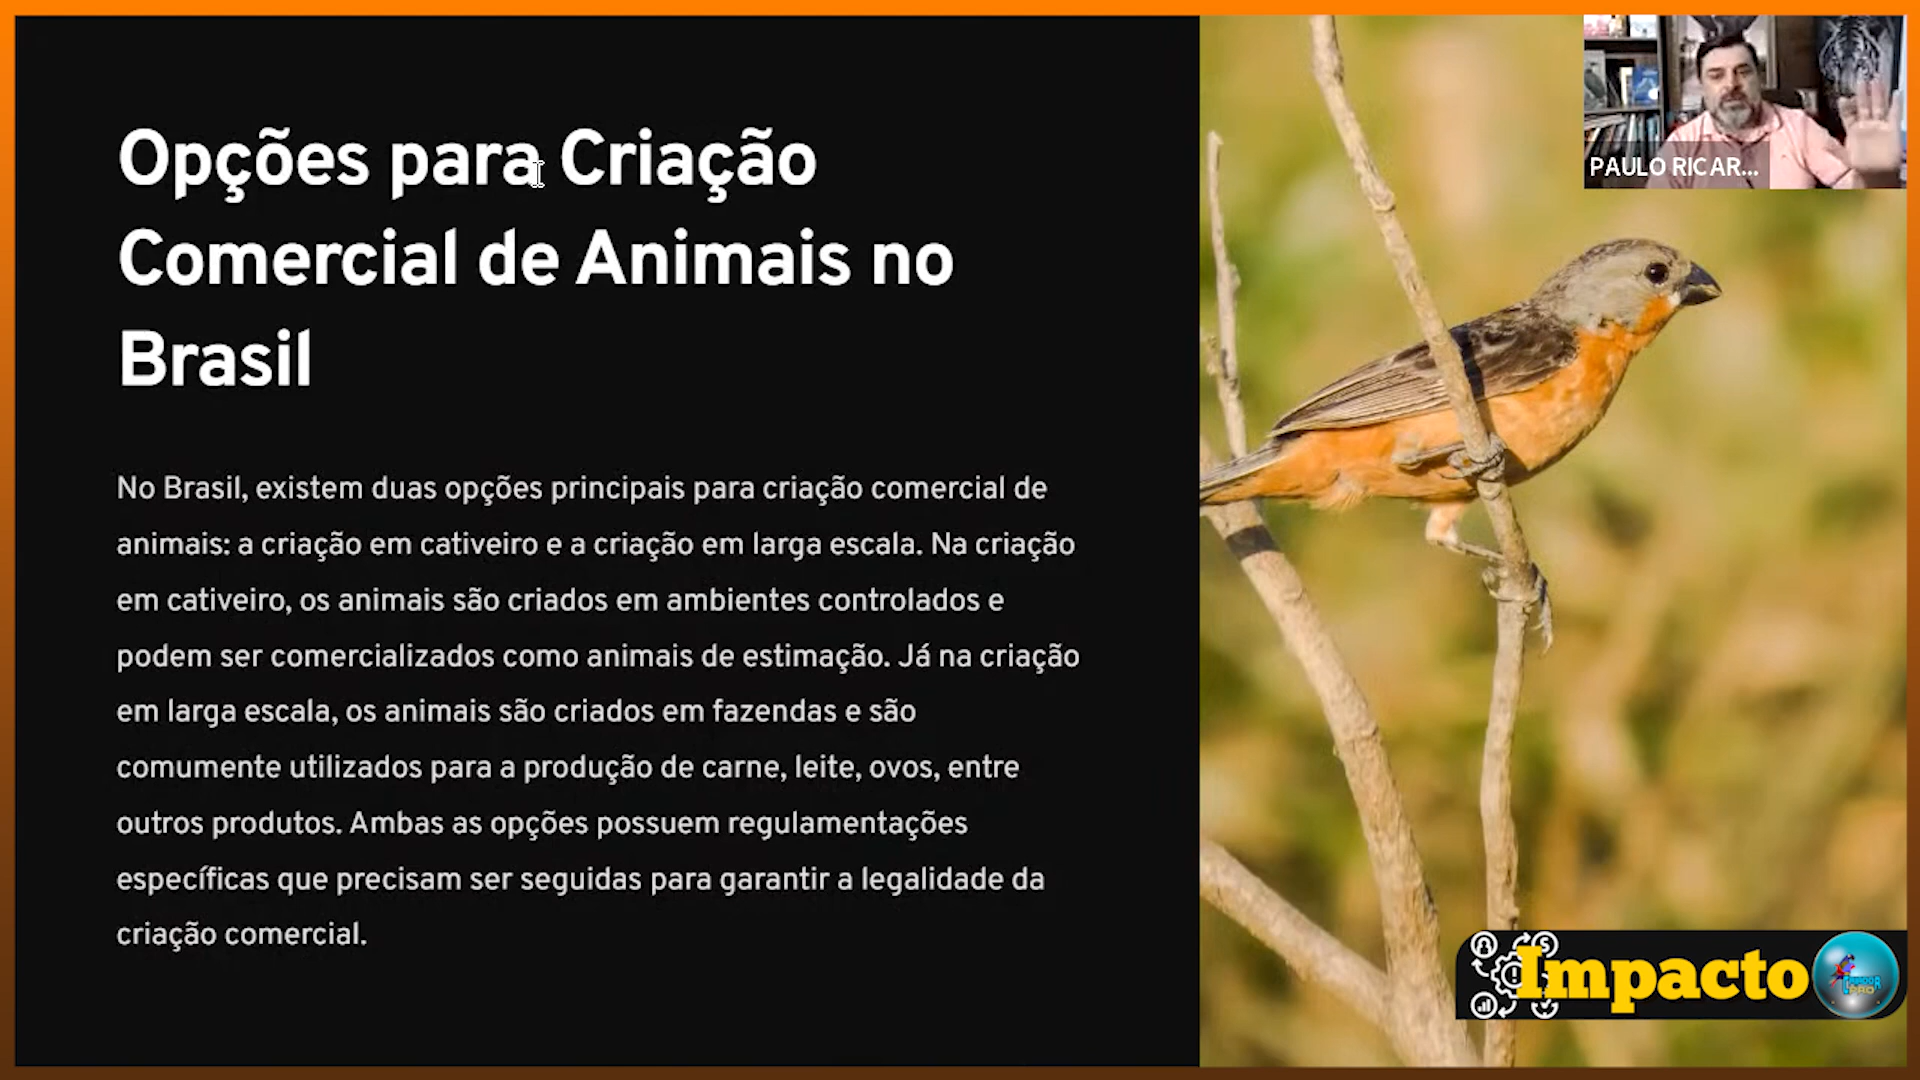 Opções para Criação
Comercial de Animais no
Brasil
No Brasil, existem duas opções principais para criação comercial de
animais: a criação em cativeiro e a criação em larga escala. Na criação
em cativeiro, os animais são criados em ambientes controlados e
podem ser comercializados como animais de estimação. Já na criação
em larga escala, os animais são criados em fazendas e são
comumente utilizados para a produção de carne, leite, ovos, entre
outros produtos. Ambas as opções possuem regulamentações
específicas que precisam ser seguidas para garantir a legalidade da
criação comercial.
PAULO RICAR...
Impacto
CRIADOR
PRO